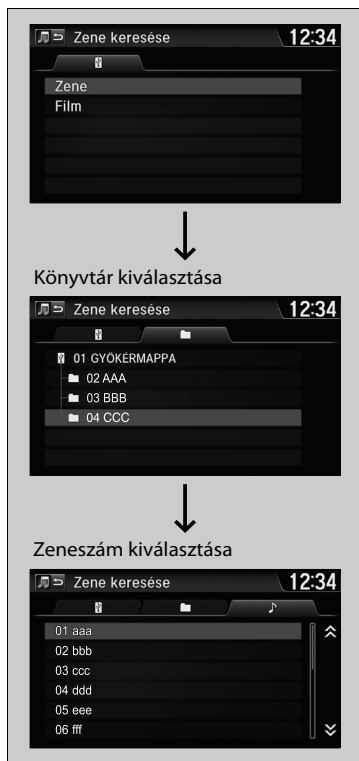 Zene keresése 12:34
Zene
Film
Könyvtár kiválasztása
Zene keresése 12:34
01 GYÖKÉRMAPPA
02 AAA
03 BBB
04 CCC
Zeneszám kiválasztása
Zene keresése 12:34
01 aaa
02 bbb
03 ccc
04 ddd
05 eee
06 fff